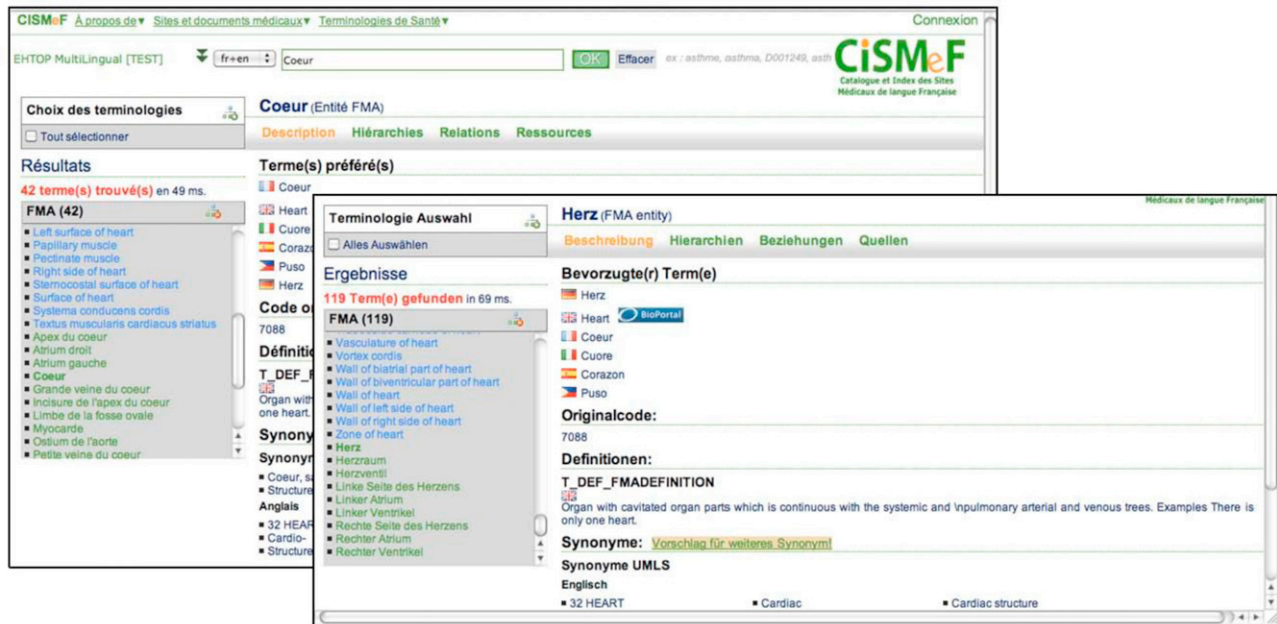 CISMeF À propos de▼ Sites et documents médicaux▼ Terminologies de Santé▼ Connexion
EHTOP MultiLingual [TEST] fr+en Coeur OK Effacer ex : asthme, asthma, D001249, asth
CiSMeF
Catalogue et Index des Sites
Médicaux de langue Française
Choix des terminologies
Tout sélectionner
Résultats
42 terme(s) trouvé(s) en 49 ms.
FMA (42)
Left surface of heart
Papillary muscle
Pectinate muscle
Right side of heart
Sternocostal surface of heart
Surface of heart
Systema conducens cordis
Textus muscularis cardiacus striatus
Apex du coeur
Atrium droit
Atrium gauche
Coeur
Grande veine du coeur
Incisure de l'apex du coeur
Limbe de la fosse ovale
Myocarde
Ostium de l'aorte
Petite veine du coeur
Coeur (Entité FMA)
Description Hiérarchies Relations Ressources
Terme(s) préféré(s)
Coeur
Heart
Cuore
Corazo
Puso
Herz
Code o
7088
Définitio
T_DEF_F
Organ with
one heart.
Synony
Synonyr
Coeur, s
Structure
Anglais
32 HEAR
Cardio-
Structure
Médicaux de langue Française
Terminologie Auswahl
Alles Auswählen
Ergebnisse
119 Term(e) gefunden in 69 ms.
FMA (119)
Vasculature of heart
Vortex cordis
Wall of biatrial part of heart
Wall of biventricular part of heart
Wall of heart
Wall of left side of heart
Wall of right side of heart
Zone of heart
Herz
Herzraum
Herzventil
Linke Seite des Herzens
Linker Atrium
Linker Ventrikel
Rechte Seite des Herzens
Rechter Atrium
Rechter Ventrikel
Herz (FMA entity)
Beschreibung Hierarchien Beziehungen Quellen
Bevorzugte(r) Term(e)
Herz
Heart BioPortal
Coeur
Cuore
Corazon
Puso
Originalcode:
7088
Definitionen:
T_DEF_FMADEFINITION
Organ with cavitated organ parts which is continuous with the systemic and \npulmonary arterial and venous trees. Examples There is
only one heart.
Synonyme: Vorschlag für weiteres Synonym!
Synonyme UMLS
Englisch
32 HEART Cardiac Cardiac structure